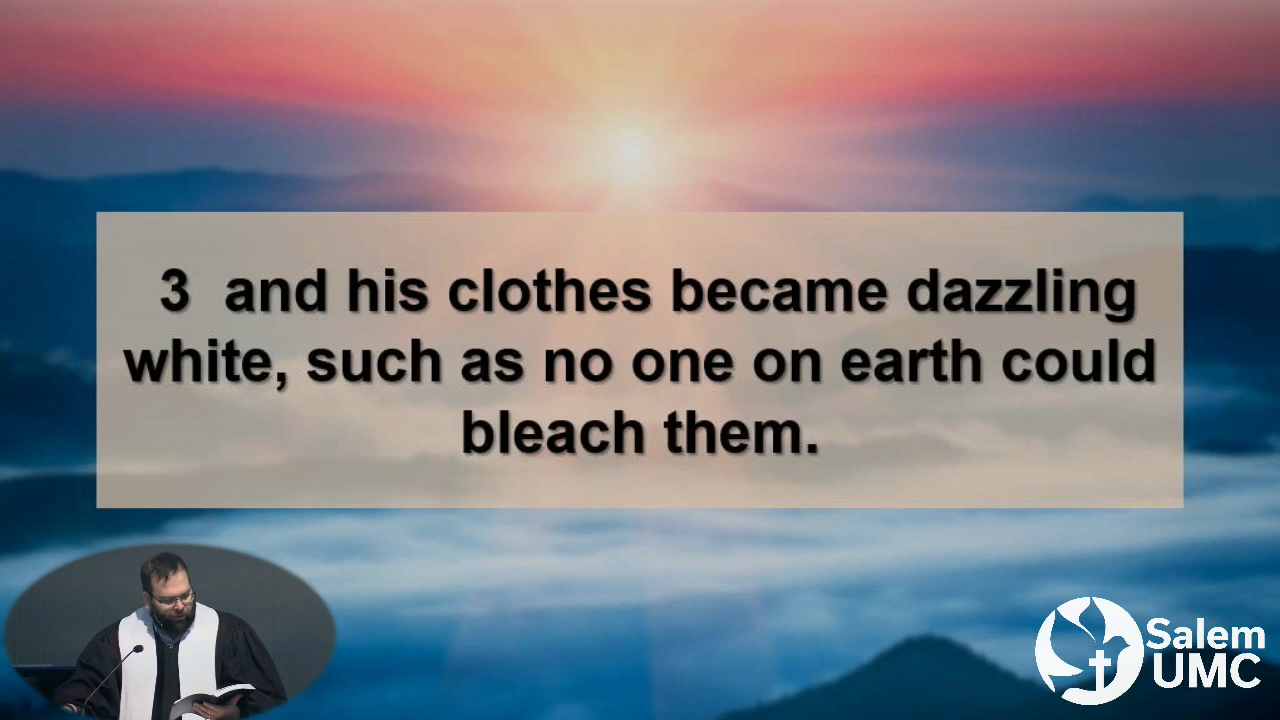 3 and his clothes became dazzling
white, such as no one on earth could
bleach them.
Salem
UMC